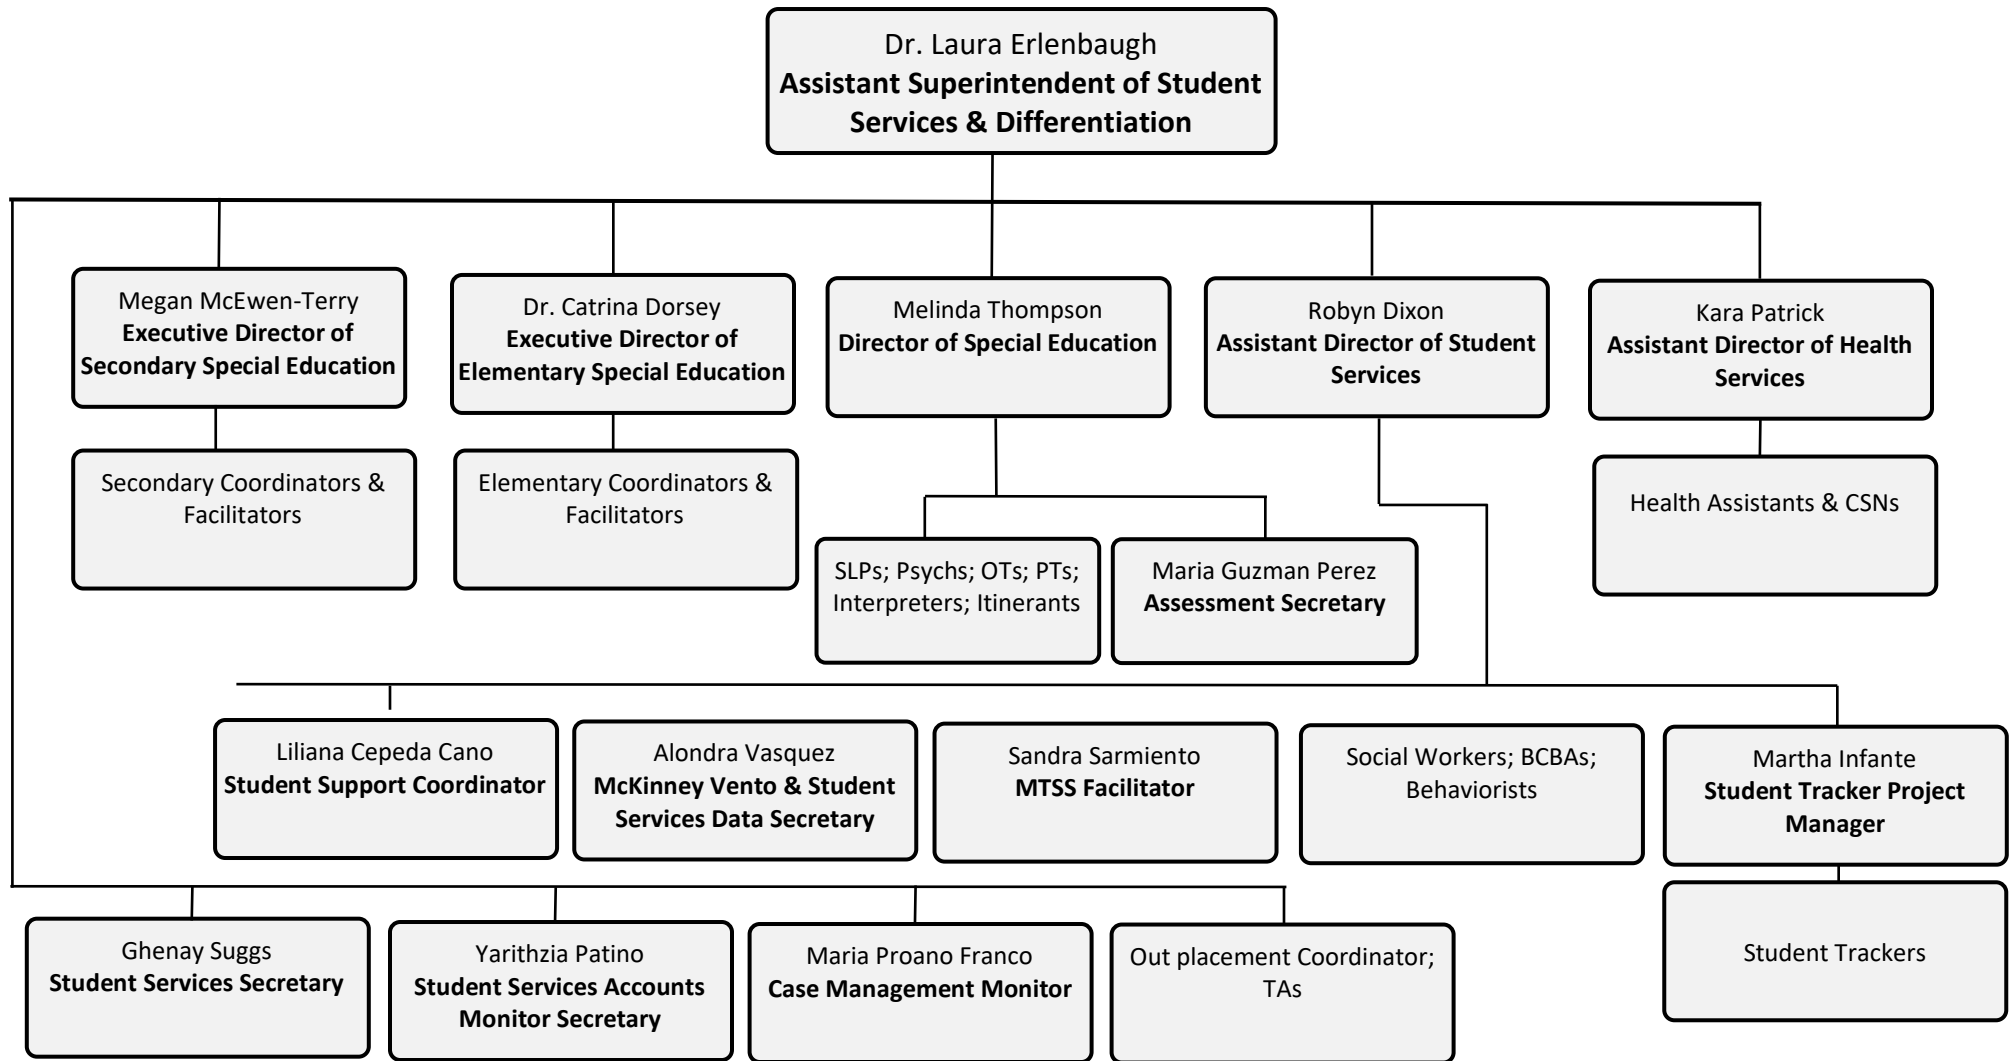 Dr. Laura Erlenbaugh
Assistant Superintendent of Student
Services & Differentiation
Megan McEwen-Terry
Executive Director of
Secondary Special Education
Dr. Catrina Dorsey
Executive Director of
Elementary Special Education
Melinda Thompson
Director of Special Education
Robyn Dixon
Assistant Director of Student
Services
Kara Patrick
Assistant Director of Health
Services
Secondary Coordinators &
Facilitators
Elementary Coordinators &
Facilitators
Health Assistants & CSNs
SLPs; Psychs; OTs; PTs;
Interpreters; Itinerants
Maria Guzman Perez
Assessment Secretary
Liliana Cepeda Cano
Student Support Coordinator
Alondra Vasquez
McKinney Vento & Student
Services Data Secretary
Sandra Sarmiento
MTSS Facilitator
Social Workers; BCBAs;
Behaviorists
Martha Infante
Student Tracker Project
Manager
Ghenay Suggs
Student Services Secretary
Yarithzia Patino
Student Services Accounts
Monitor Secretary
Maria Proano Franco
Case Management Monitor
Out placement Coordinator;
TAs
Student Trackers